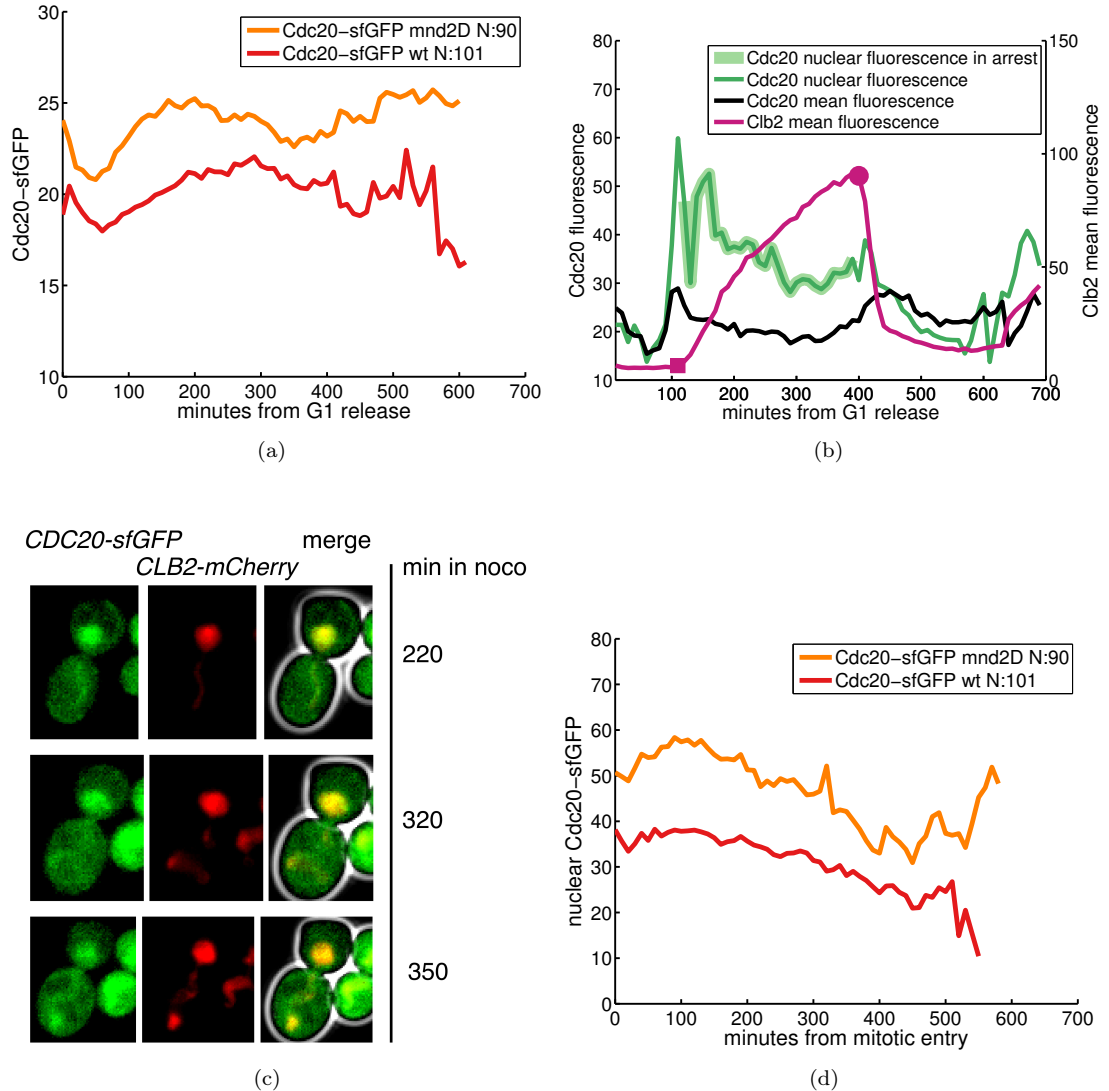 Cdc20−sfGFP mnd2D N:90
Cdc20−sfGFP wt N:101
30
25
20
15
10
Cdc20−sfGFP
0 100 200 300 400 500 600 700
minutes from G1 release
(a)
Cdc20 nuclear fluorescence in arrest
Cdc20 nuclear fluorescence
Cdc20 mean fluorescence
Clb2 mean fluorescence
80
70
60
50
40
30
20
10
Cdc20 fluorescence
150
100
50
0
Clb2 mean fluorescence
100 200 300 400 500 600 700
minutes from G1 release
(b)
CDC20-sfGFP merge
CLB2-mCherry min in noco
220
320
350
(c)
Cdc20−sfGFP mnd2D N:90
Cdc20−sfGFP wt N:101
80
70
60
50
40
30
20
10
0
nuclear Cdc20−sfGFP
0 100 200 300 400 500 600 700
minutes from mitotic entry
(d)